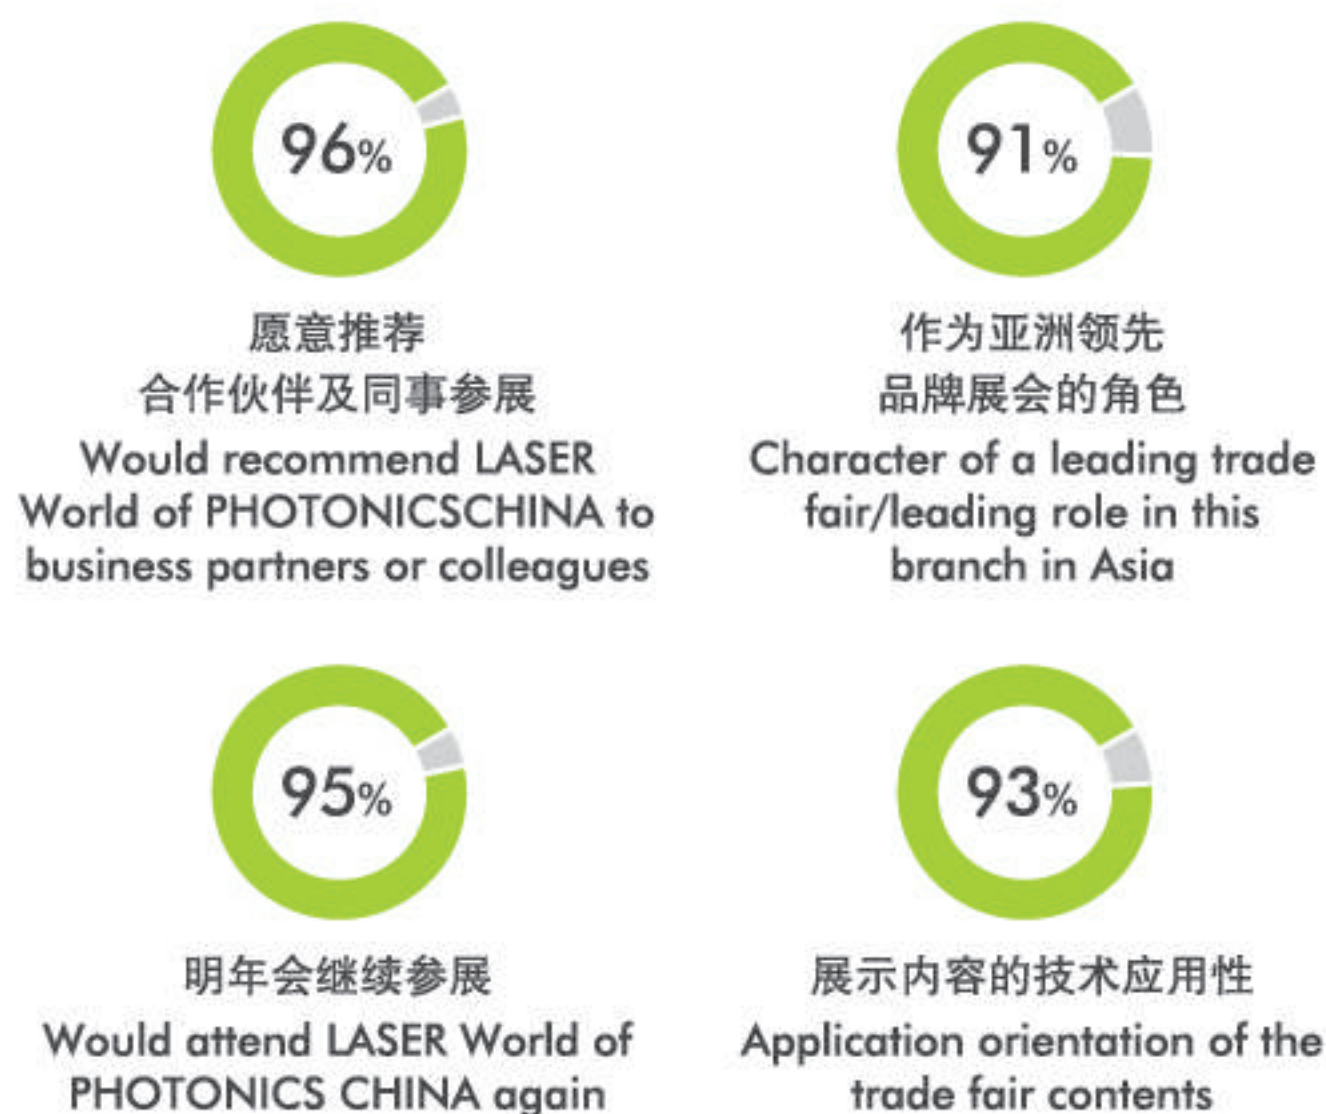 96%
愿意推荐
合作伙伴及同事参展
Would recommend LASER
World of PHOTONICSCHINA to
business partners or colleagues
91%
作为亚洲领先
品牌展会的角色
Character of a leading trade
fair/leading role in this
branch in Asia
95%
明年会继续参展
Would attend LASER World of
PHOTONICS CHINA again
93%
展示内容的技术应用性
Application orientation of the
trade fair contents